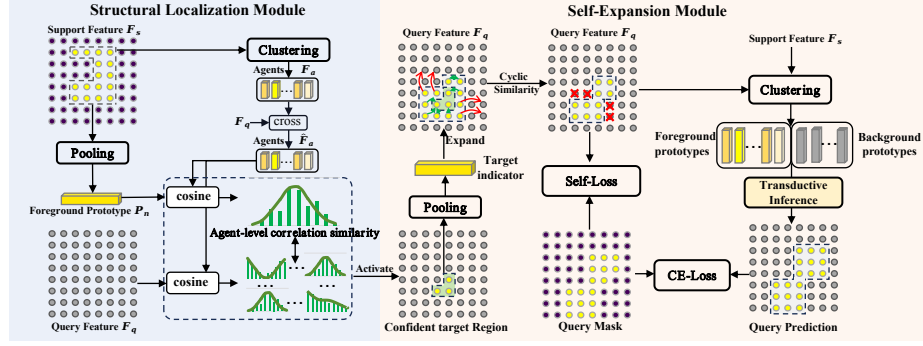 Structural Localization Module
Self-Expansion Module
Support Feature F_s
Clustering
Agents F_a
F_q
cross
Agents F̂_a
Pooling
Foreground Prototype P_n
cosine
Agent-level correlation similarity
cosine
Query Feature F_q
Activate
Query Feature F_q
Expand
Target
indicator
Pooling
Confident target Region
Cyclic
Similarity
Query Feature F_q
Self-Loss
Query Mask
CE-Loss
Support Feature F_s
Clustering
Foreground
prototypes
Background
prototypes
Transductive
Inference
Query Prediction